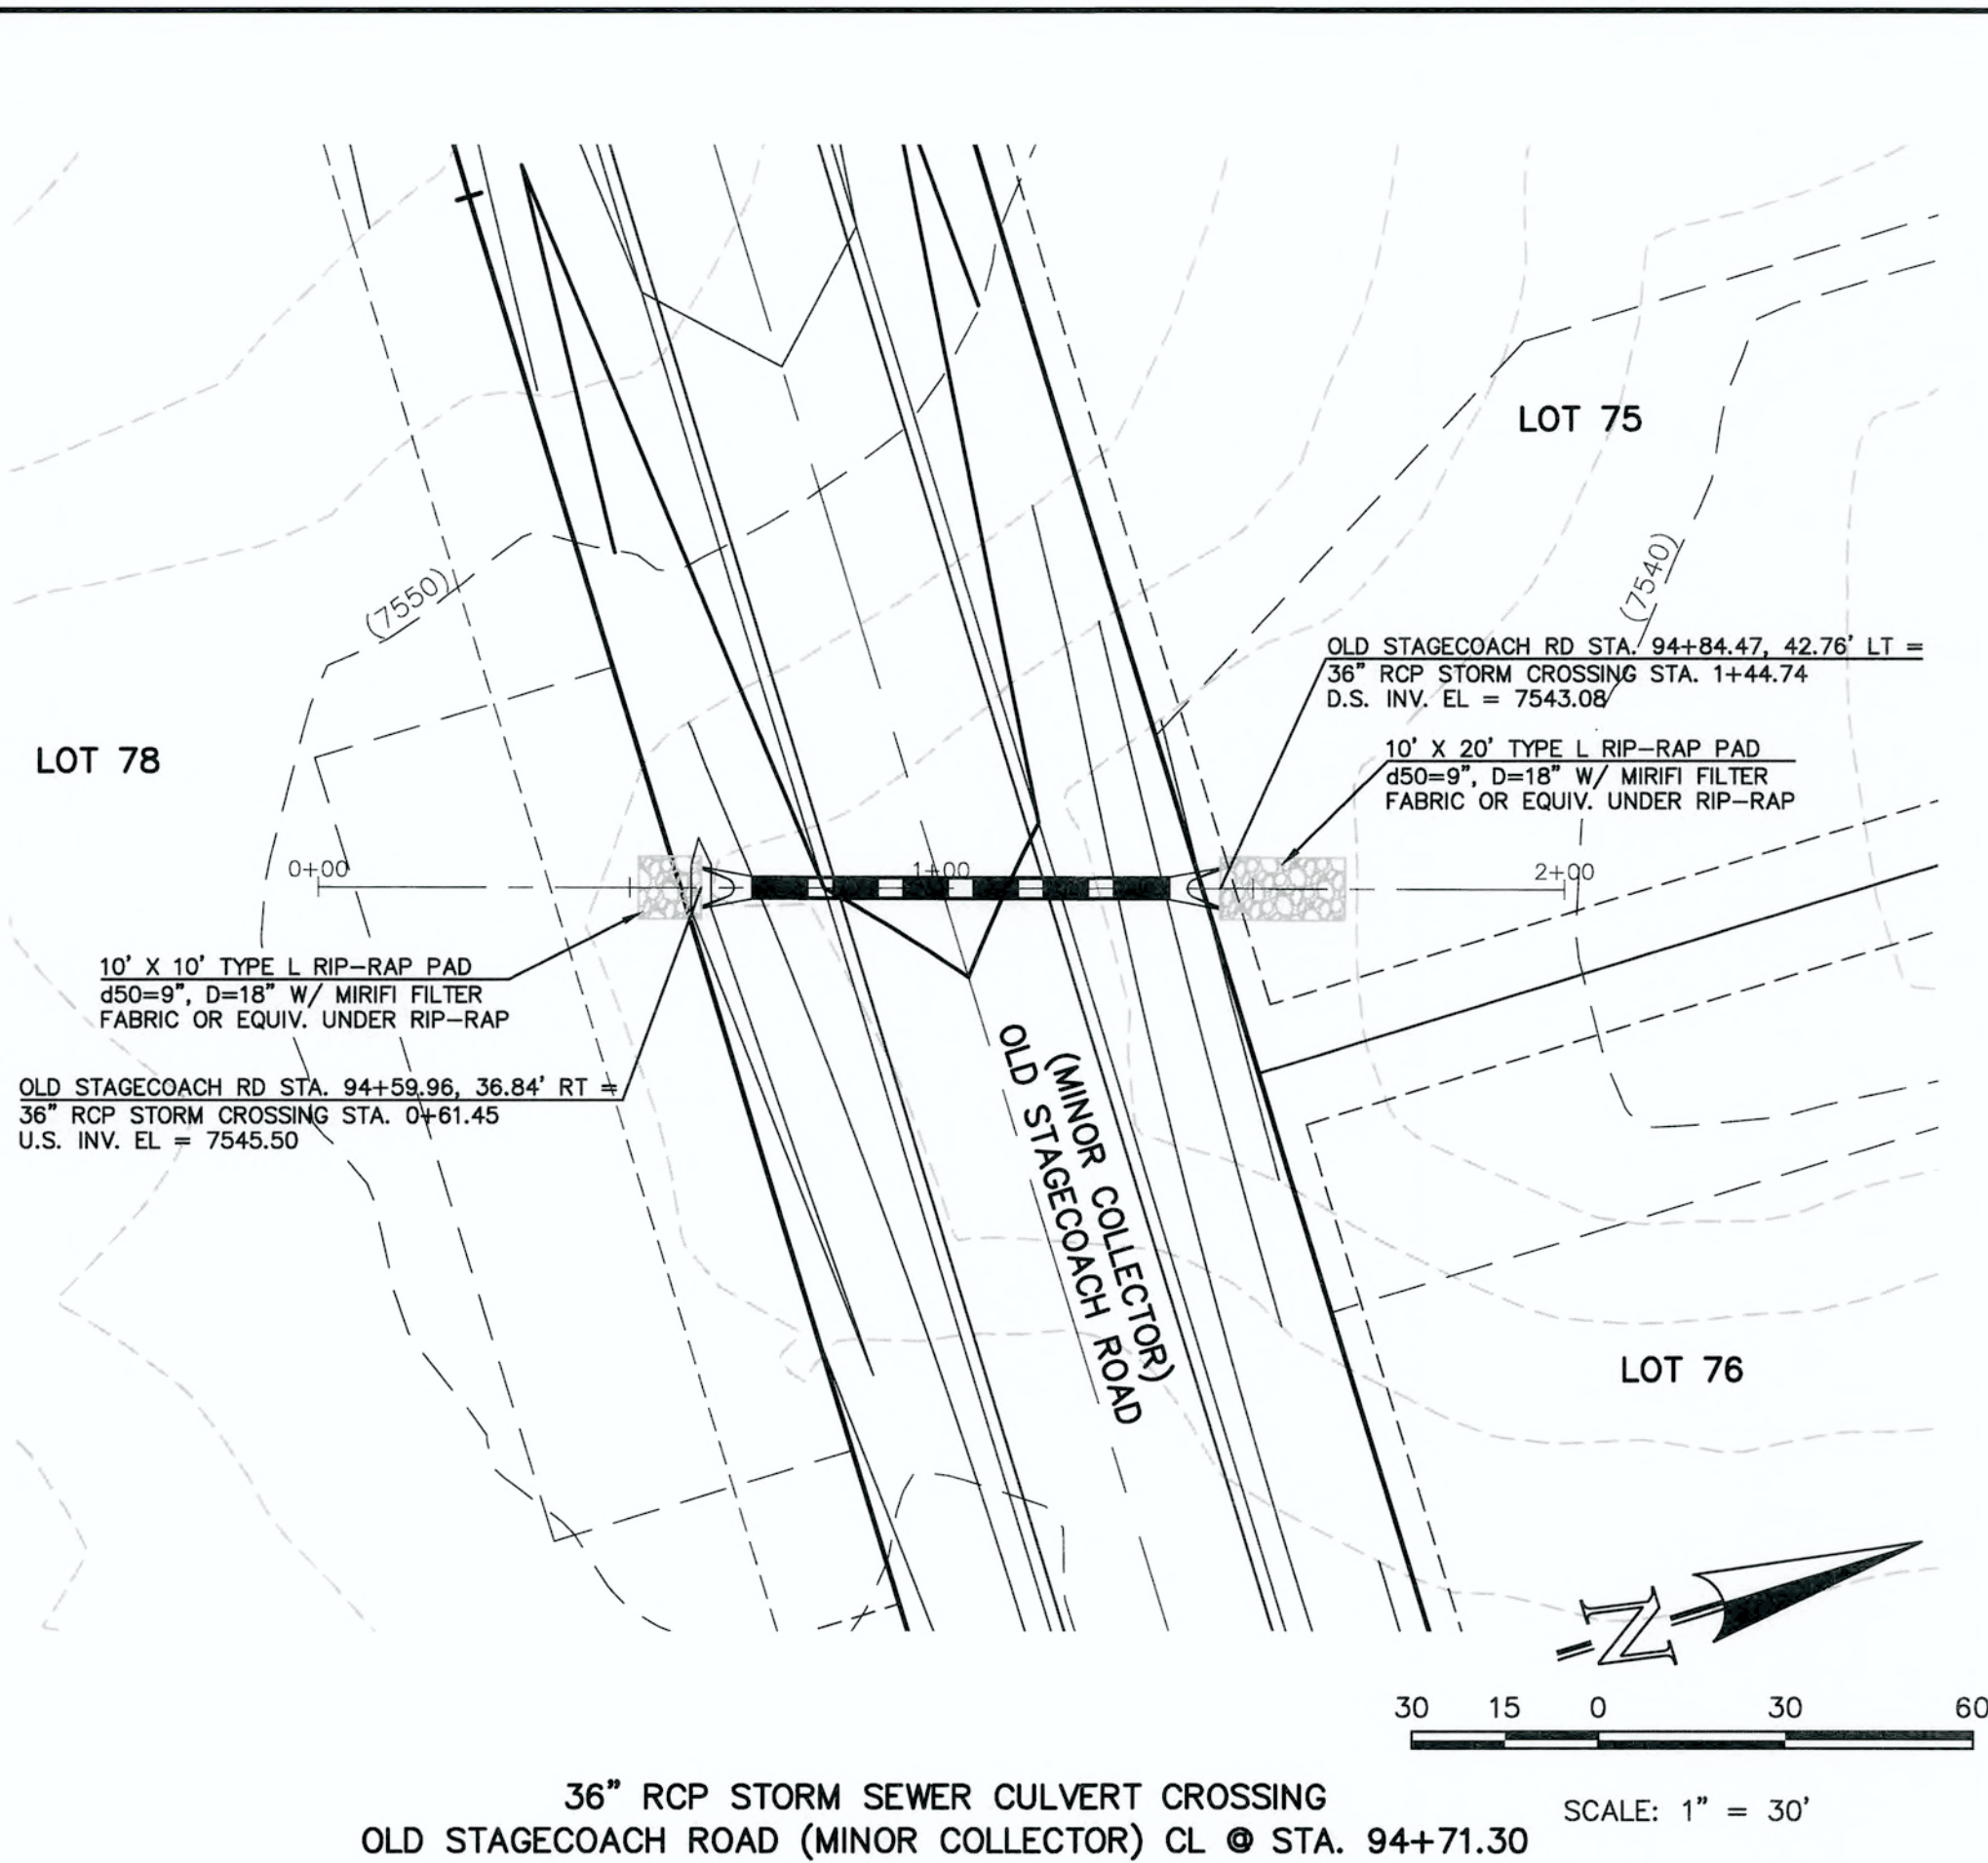 LOT 75
(7550)
(7540)
OLD STAGECOACH RD STA. 94+84.47, 42.76' LT =
36" RCP STORM CROSSING STA. 1+44.74
D.S. INV. EL = 7543.08
10' X 20' TYPE L RIP-RAP PAD
d50=9", D=18" W/ MIRIFI FILTER
FABRIC OR EQUIV. UNDER RIP-RAP
LOT 78
0+00
1+00
2+00
10' X 10' TYPE L RIP-RAP PAD
d50=9", D=18" W/ MIRIFI FILTER
FABRIC OR EQUIV. UNDER RIP-RAP
OLD STAGECOACH RD STA. 94+59.96, 36.84' RT =
36" RCP STORM CROSSING STA. 0+61.45
U.S. INV. EL = 7545.50
OLD STAGECOACH ROAD
(MINOR COLLECTOR)
LOT 76
N
30 15 0 30 60
SCALE: 1" = 30'
36" RCP STORM SEWER CULVERT CROSSING
OLD STAGECOACH ROAD (MINOR COLLECTOR) CL @ STA. 94+71.30